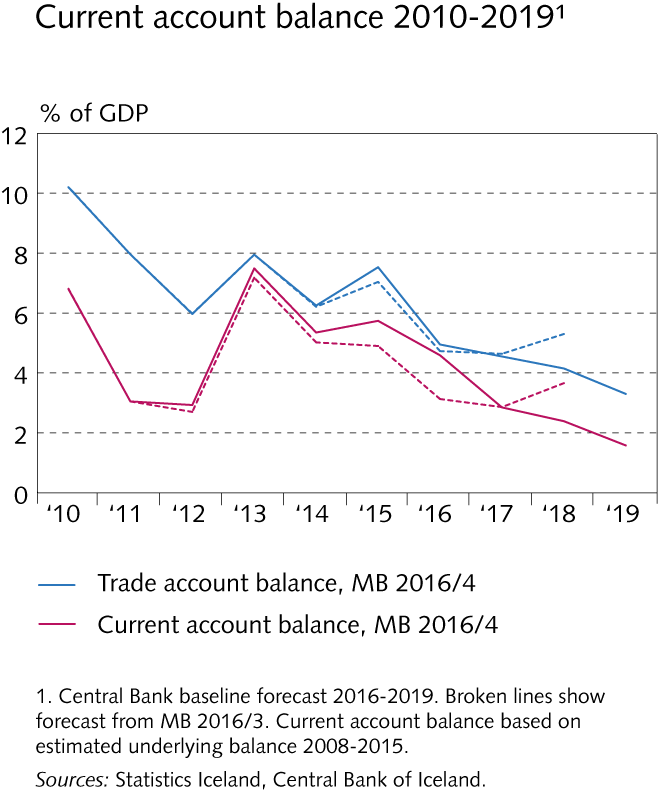 Current account balance 2010-2019¹
% of GDP
12
10
8
6
4
2
0
‘10 ‘11 ‘12 ‘13 ‘14 ‘15 ‘16 ‘17 ‘18 ‘19
Trade account balance, MB 2016/4
Current account balance, MB 2016/4
1. Central Bank baseline forecast 2016-2019. Broken lines show
forecast from MB 2016/3. Current account balance based on
estimated underlying balance 2008-2015.
Sources: Statistics Iceland, Central Bank of Iceland.